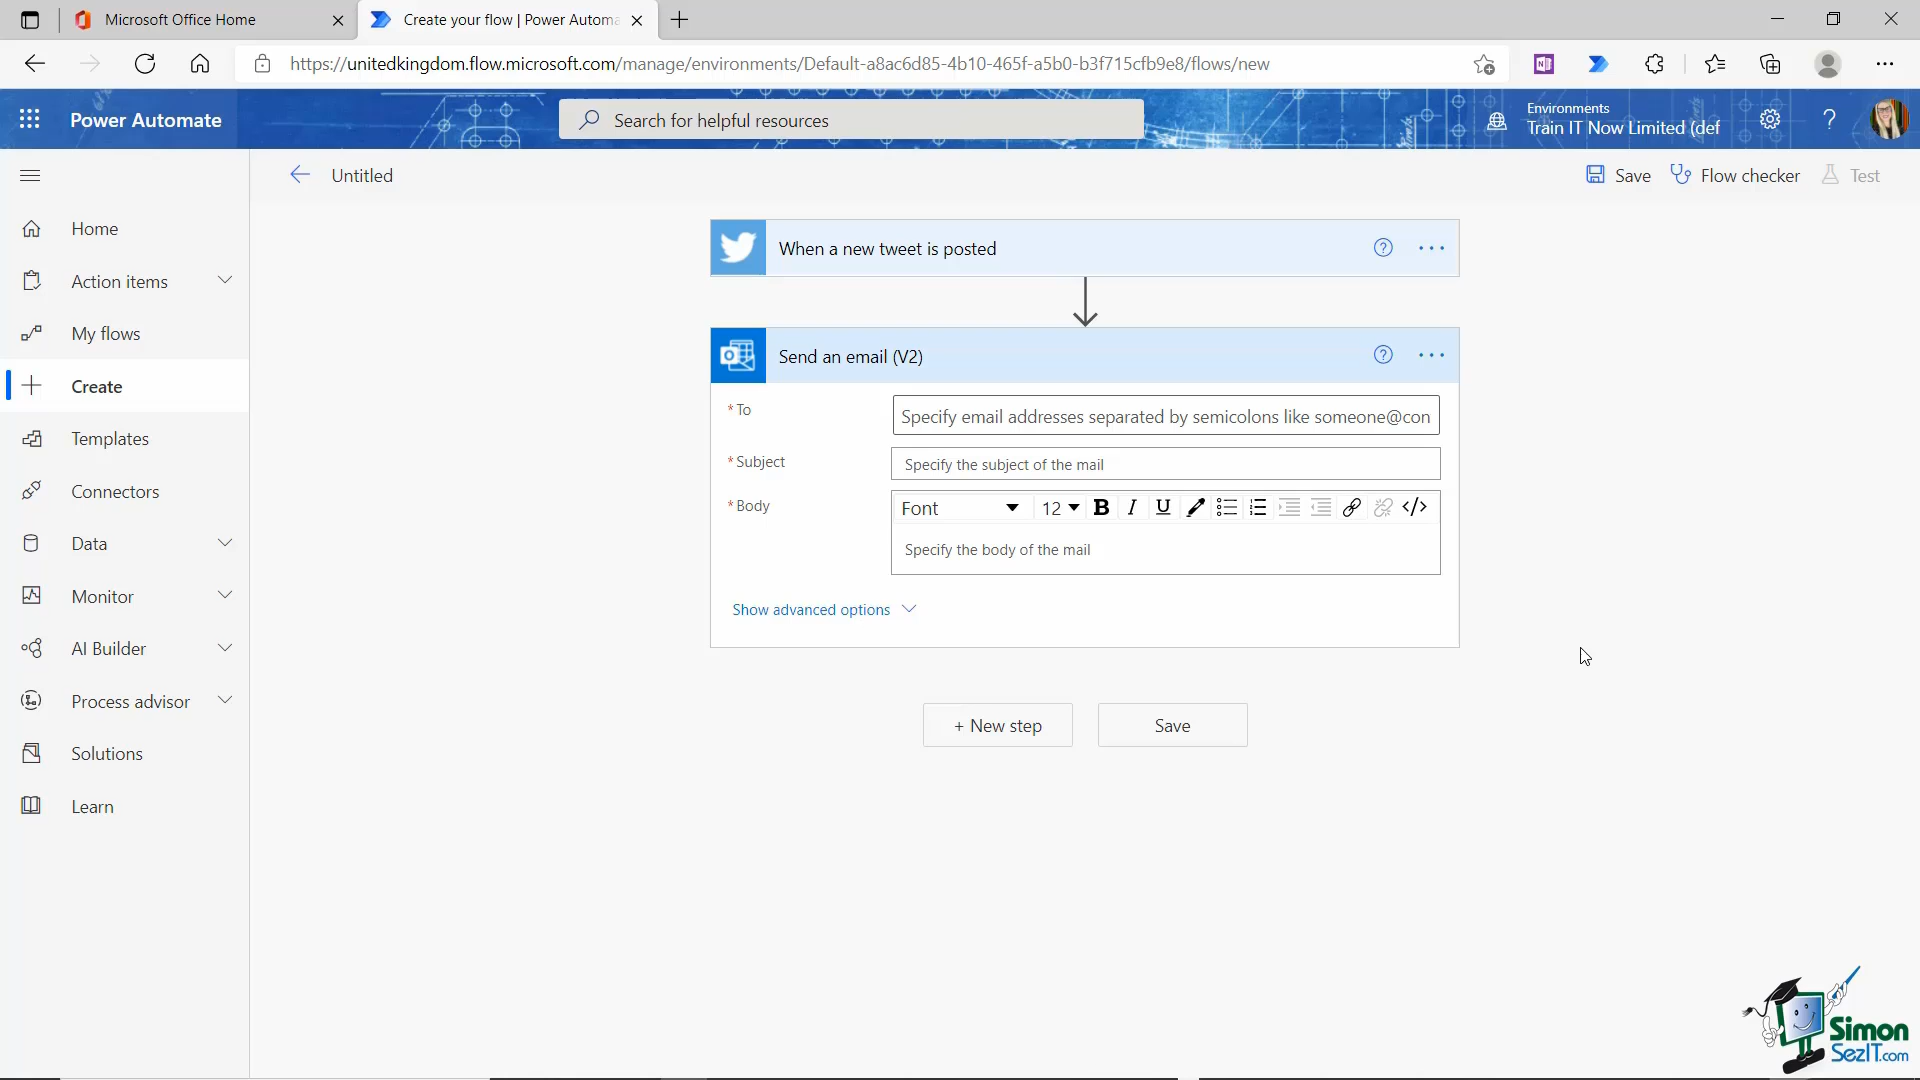 Microsoft Office Home
Create your flow | Power Automa
https://unitedkingdom.flow.microsoft.com/manage/environments/Default-a8ac6d85-4b10-465f-a5b0-b3f715cfb9e8/flows/new
Power Automate
Search for helpful resources
Environments
Train IT Now Limited (def
Untitled
Save
Flow checker
Test
Home
Action items
My flows
Create
Templates
Connectors
Data
Monitor
AI Builder
Process advisor
Solutions
Learn
When a new tweet is posted
Send an email (V2)
* To
Specify email addresses separated by semicolons like someone@con
* Subject
Specify the subject of the mail
* Body
Font 12 B I U </>
Specify the body of the mail
Show advanced options
+ New step
Save
Simon
SezIT.com